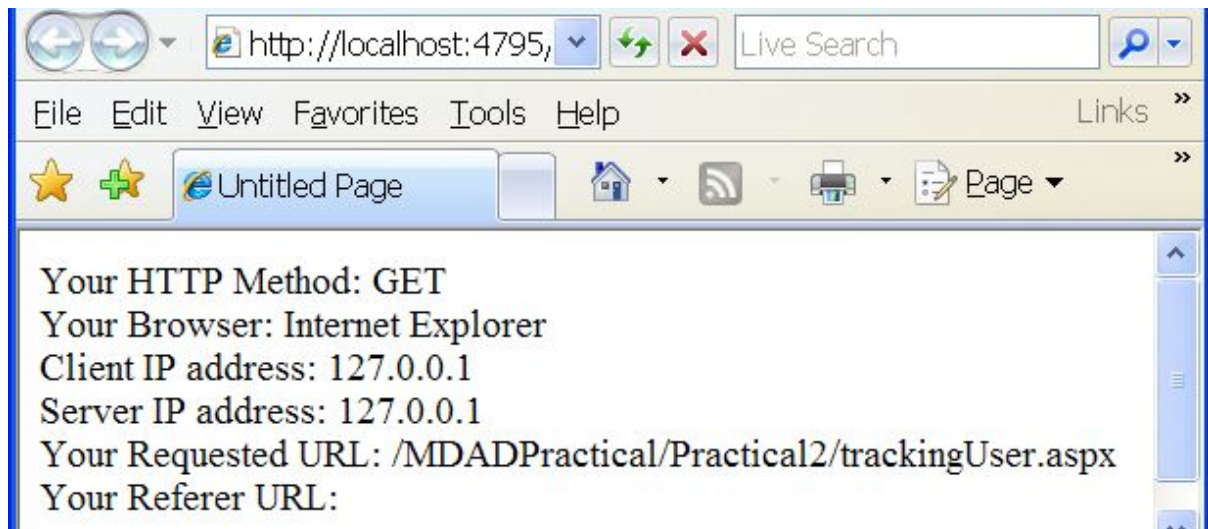 http://localhost:4795/
Live Search
File Edit View Favorites Tools Help
Links »
Untitled Page
Page
»
Your HTTP Method: GET
Your Browser: Internet Explorer
Client IP address: 127.0.0.1
Server IP address: 127.0.0.1
Your Requested URL: /MDADPractical/Practical2/trackingUser.aspx
Your Referer URL: